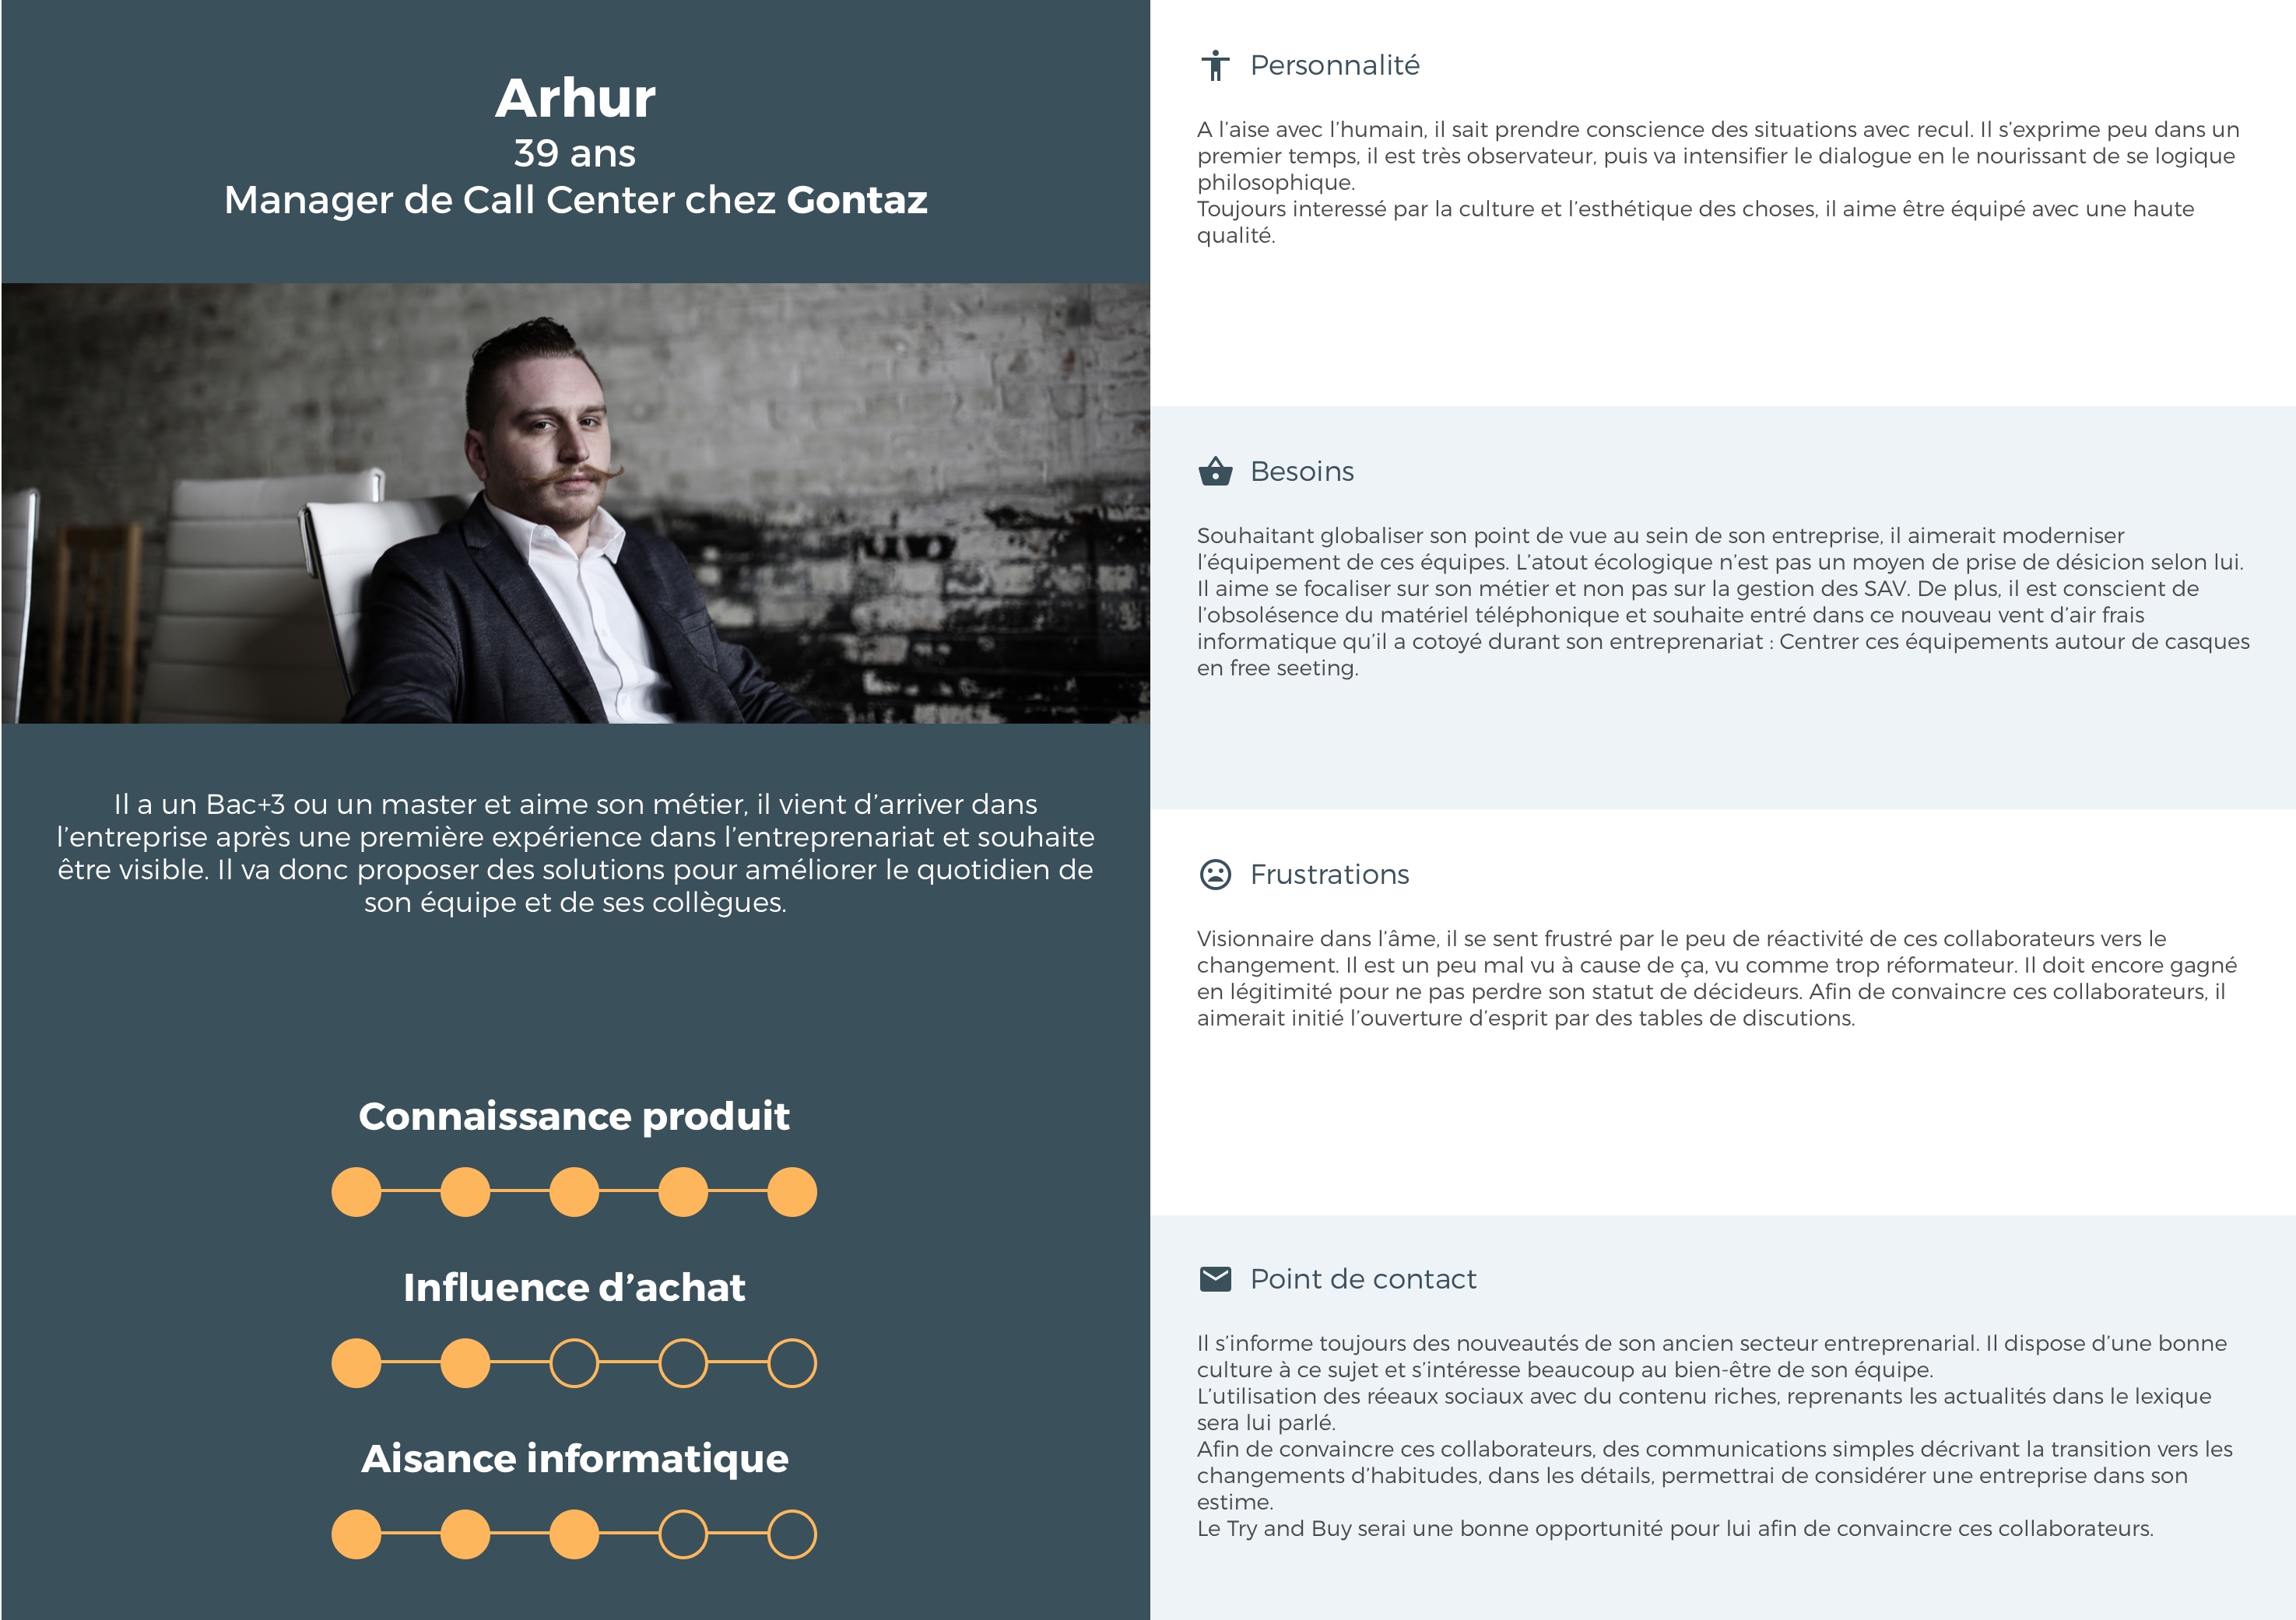 Arhur
39 ans
Manager de Call Center chez Gontaz
Il a un Bac+3 ou un master et aime son métier, il vient d’arriver dans
l’entreprise après une première expérience dans l’entreprenariat et souhaite
être visible. Il va donc proposer des solutions pour améliorer le quotidien de
son équipe et de ses collègues.
Connaissance produit
Influence d’achat
Aisance informatique
Personnalité
A l’aise avec l’humain, il sait prendre conscience des situations avec recul. Il s’exprime peu dans un
premier temps, il est très observateur, puis va intensifier le dialogue en le nourissant de se logique
philosophique.
Toujours interessé par la culture et l’esthétique des choses, il aime être équipé avec une haute
qualité.
Besoins
Souhaitant globaliser son point de vue au sein de son entreprise, il aimerait moderniser
l’équipement de ces équipes. L’atout écologique n’est pas un moyen de prise de désicion selon lui.
Il aime se focaliser sur son métier et non pas sur la gestion des SAV. De plus, il est conscient de
l’obsolésence du matériel téléphonique et souhaite entré dans ce nouveau vent d’air frais
informatique qu’il a cotoyé durant son entreprenariat : Centrer ces équipements autour de casques
en free seeting.
Frustrations
Visionnaire dans l’âme, il se sent frustré par le peu de réactivité de ces collaborateurs vers le
changement. Il est un peu mal vu à cause de ça, vu comme trop réformateur. Il doit encore gagné
en légitimité pour ne pas perdre son statut de décideurs. Afin de convaincre ces collaborateurs, il
aimerait initié l’ouverture d’esprit par des tables de discutions.
Point de contact
Il s’informe toujours des nouveautés de son ancien secteur entreprenarial. Il dispose d’une bonne
culture à ce sujet et s’intéresse beaucoup au bien-être de son équipe.
L’utilisation des réeaux sociaux avec du contenu riches, reprenants les actualités dans le lexique
sera lui parlé.
Afin de convaincre ces collaborateurs, des communications simples décrivant la transition vers les
changements d’habitudes, dans les détails, permettrai de considérer une entreprise dans son
estime.
Le Try and Buy serai une bonne opportunité pour lui afin de convaincre ces collaborateurs.